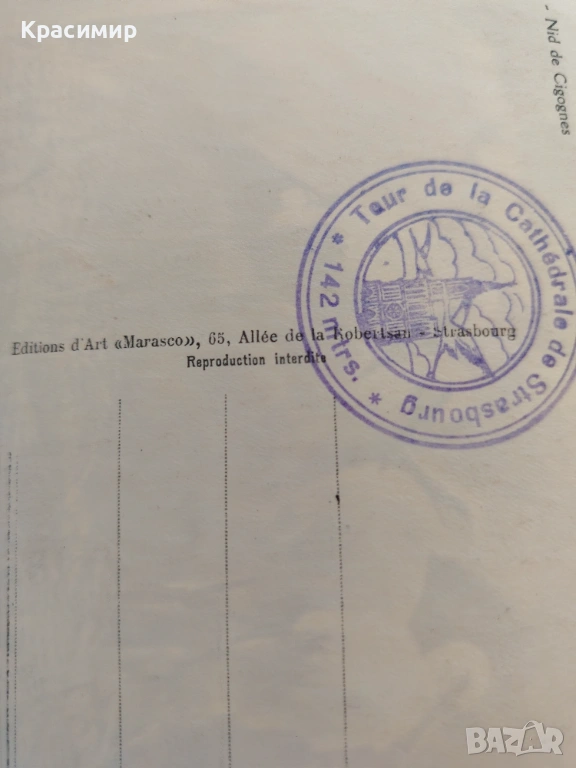 Красимир
- Nid de Cigognes
* Tour de la Cathédrale de Strasbourg *
142 mtrs.
Editions d'Art «Marasco», 65, Allée de la Robertsau - Strasbourg
Reproduction interdite
BAZAR